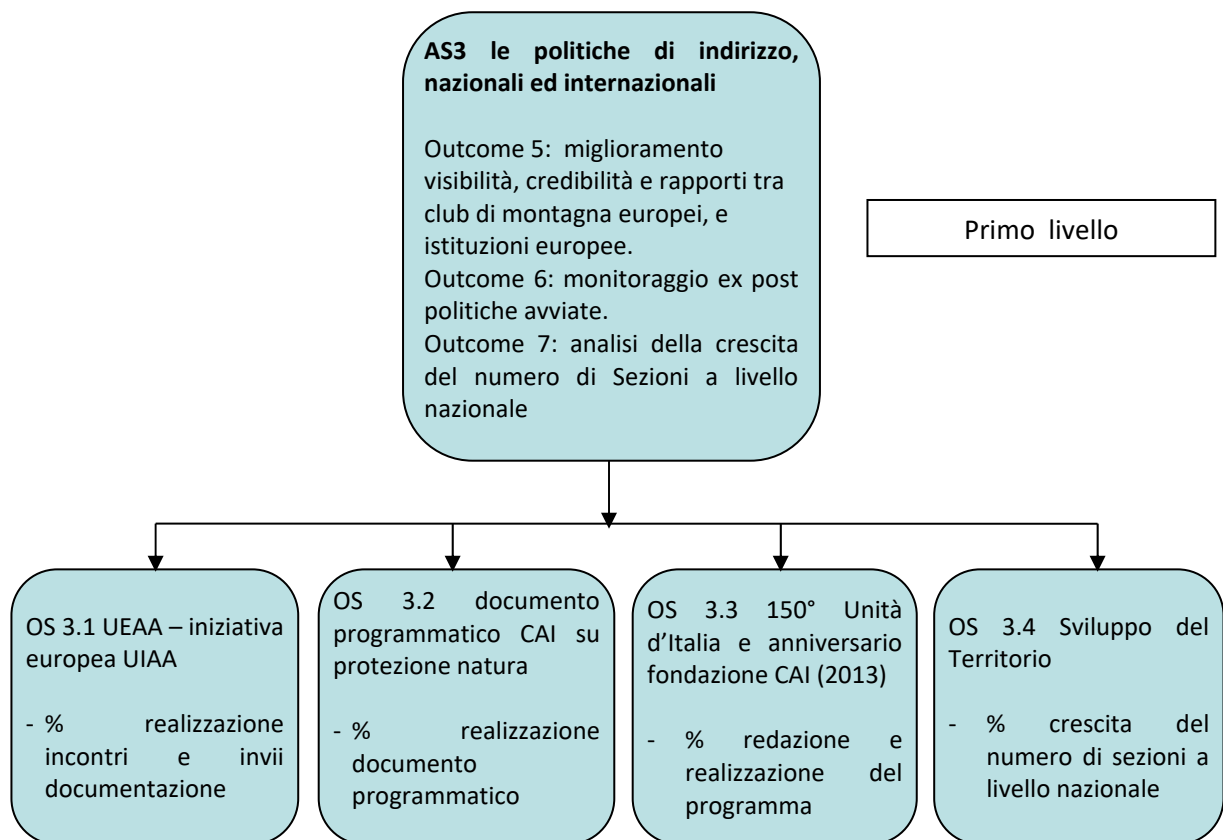 AS3 le politiche di indirizzo,
nazionali ed internazionali
Outcome 5: miglioramento
visibilità, credibilità e rapporti tra
club di montagna europei, e
istituzioni europee.
Outcome 6: monitoraggio ex post
politiche avviate.
Outcome 7: analisi della crescita
del numero di Sezioni a livello
nazionale
Primo livello
OS 3.1 UEAA – iniziativa
europea UIAA
- % realizzazione
incontri e invii
documentazione
OS 3.2 documento
programmatico CAI su
protezione natura
- % realizzazione
documento
programmatico
OS 3.3 150° Unità
d’Italia e anniversario
fondazione CAI (2013)
- % redazione e
realizzazione del
programma
OS 3.4 Sviluppo del
Territorio
- % crescita del
numero di sezioni a
livello nazionale